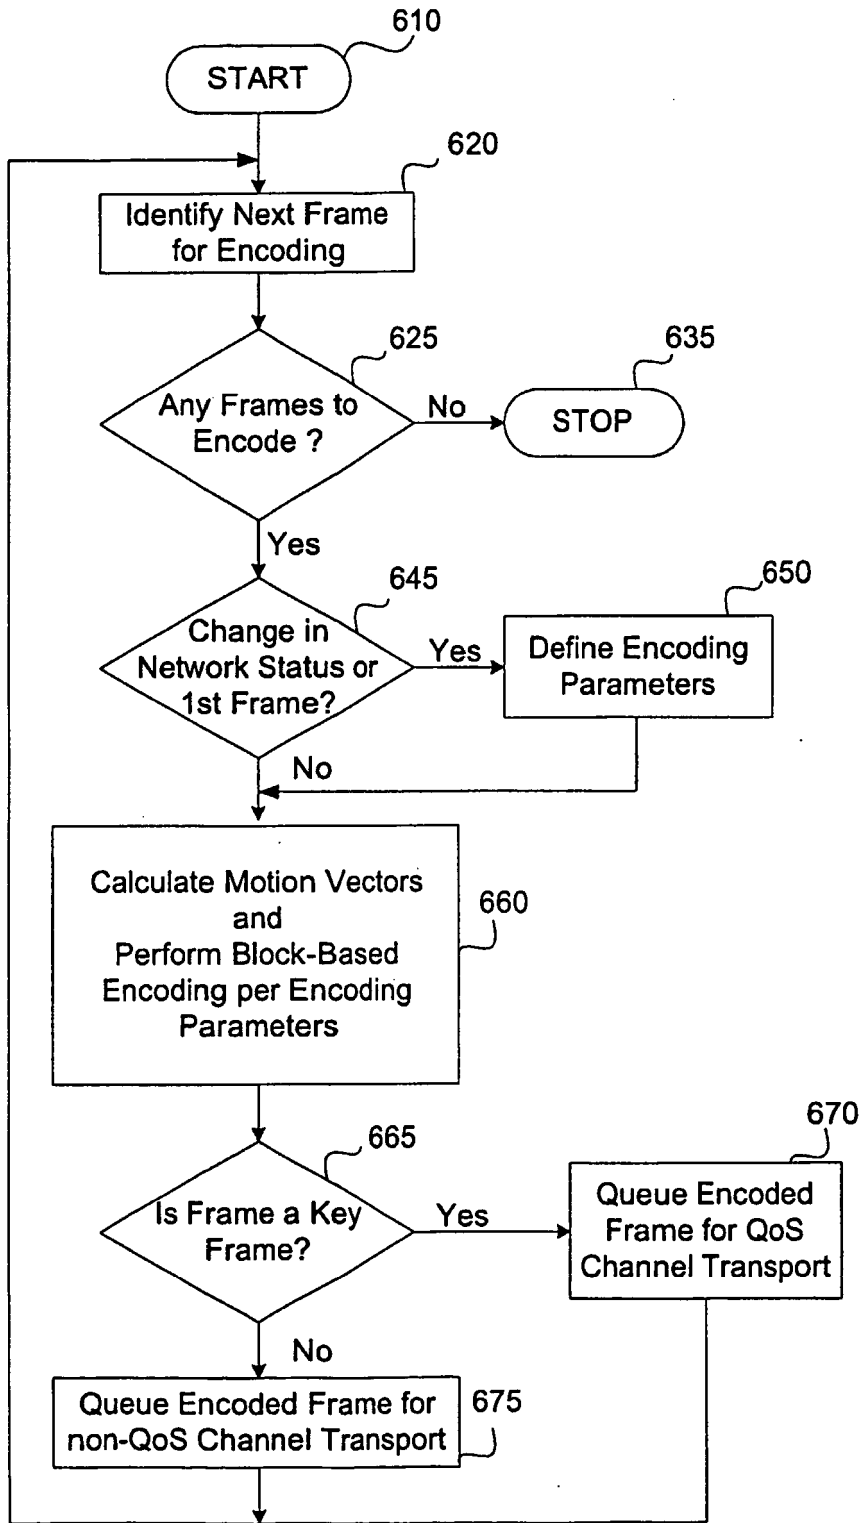 610
START
620
Identify Next Frame
for Encoding
625
635
Any Frames to
Encode ?
No
STOP
Yes
645
650
Change in
Network Status or
1st Frame?
Yes
Define Encoding
Parameters
No
Calculate Motion Vectors
and
Perform Block-Based
Encoding per Encoding
Parameters
660
665
670
Is Frame a Key
Frame?
Yes
Queue Encoded
Frame for QoS
Channel Transport
No
Queue Encoded Frame for
non-QoS Channel Transport
675